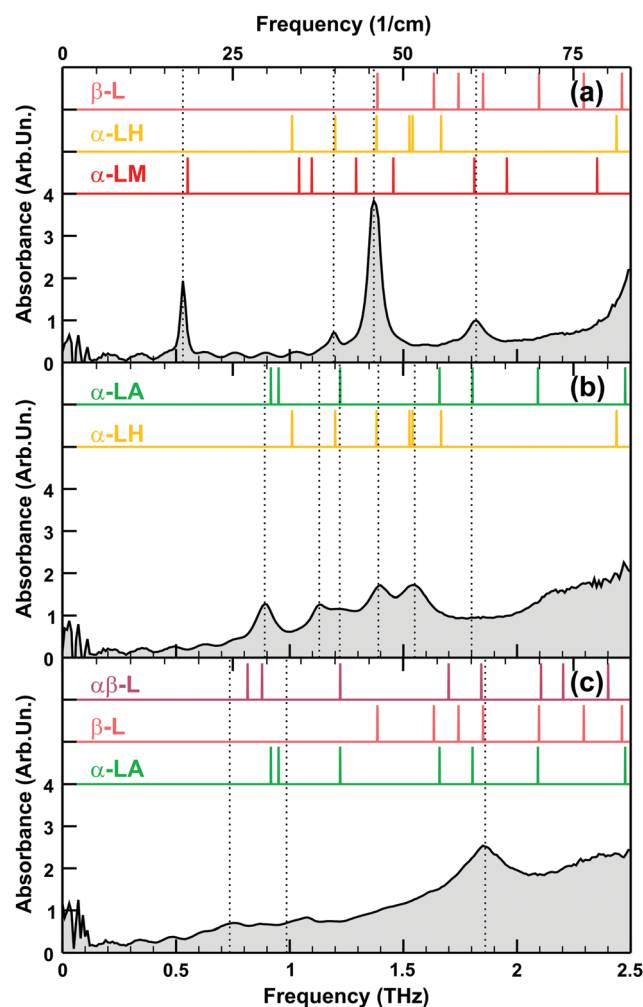 Frequency (1/cm)
0 25 50 75
β-L (a)
α-LH
α-LM
Absorbance (Arb.Un.)
4
3
2
1
0
α-LA (b)
α-LH
Absorbance (Arb.Un.)
4
3
2
1
0
αβ-L (c)
β-L
α-LA
Absorbance (Arb.Un.)
4
3
2
1
0
0 0.5 1 1.5 2 2.5
Frequency (THz)